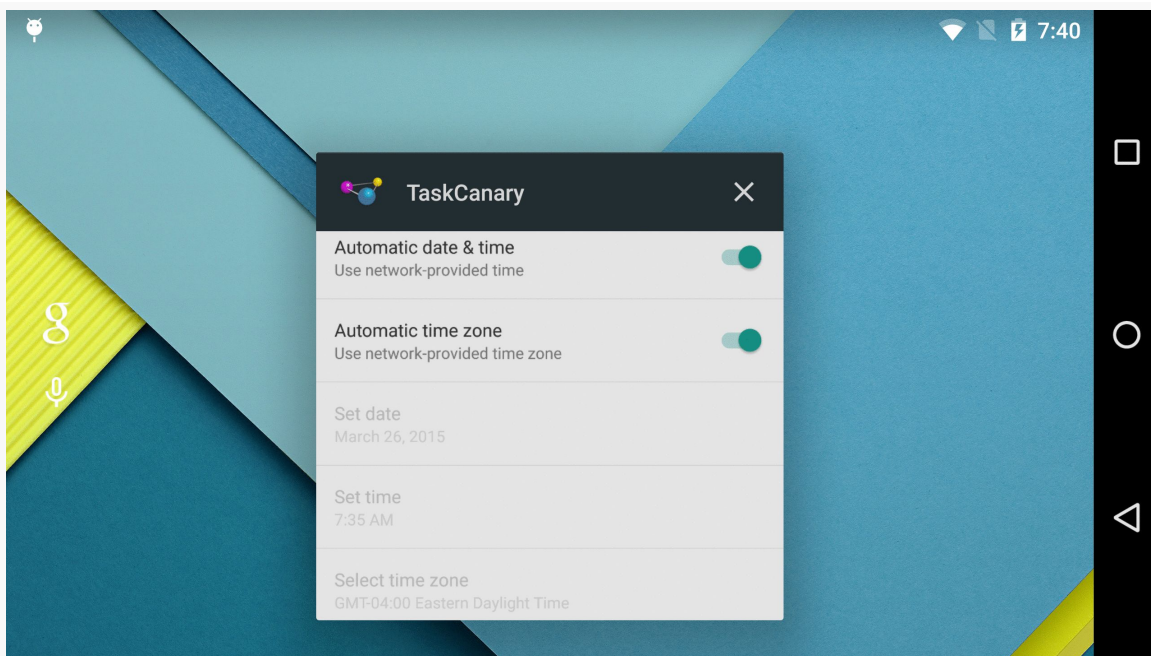 7:40
TaskCanary
Automatic date & time
Use network-provided time
Automatic time zone
Use network-provided time zone
g
Set date
March 26, 2015
Set time
7:35 AM
Select time zone
GMT-04:00 Eastern Daylight Time